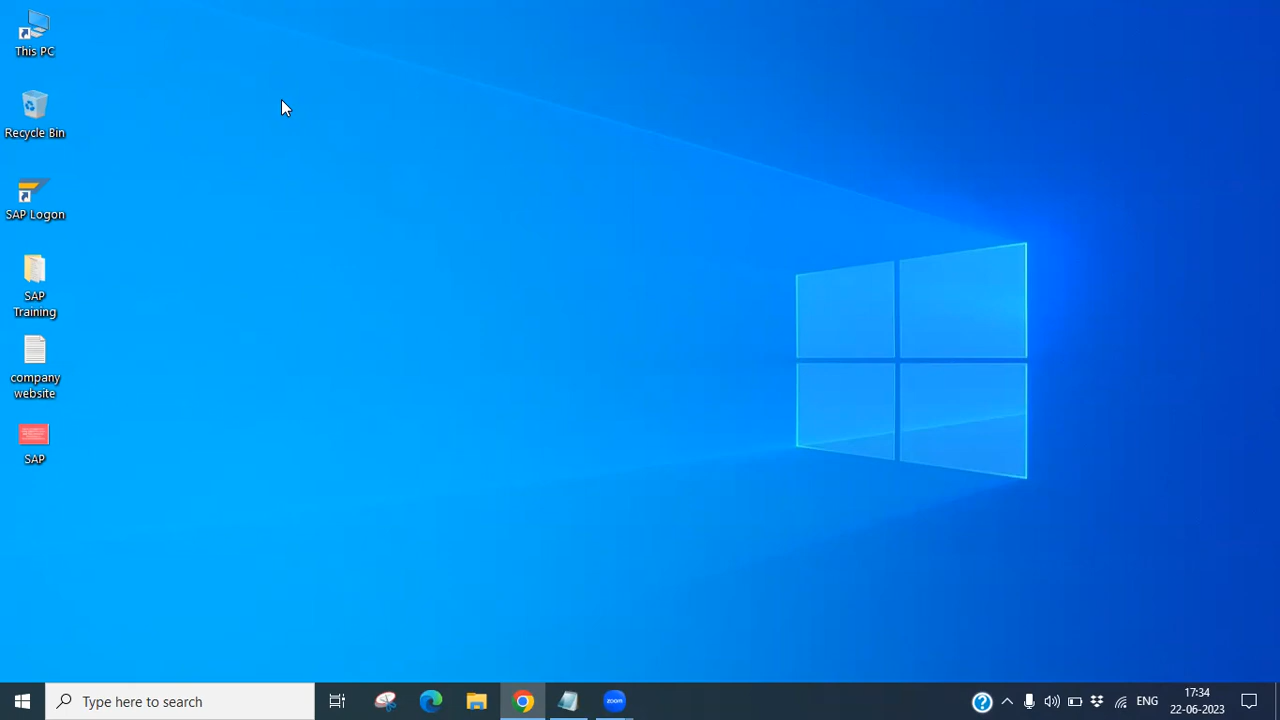 This PC
Recycle Bin
SAP Logon
SAP
Training
company
website
SAP
Type here to search
zoom
ENG
17:34
22-06-2023